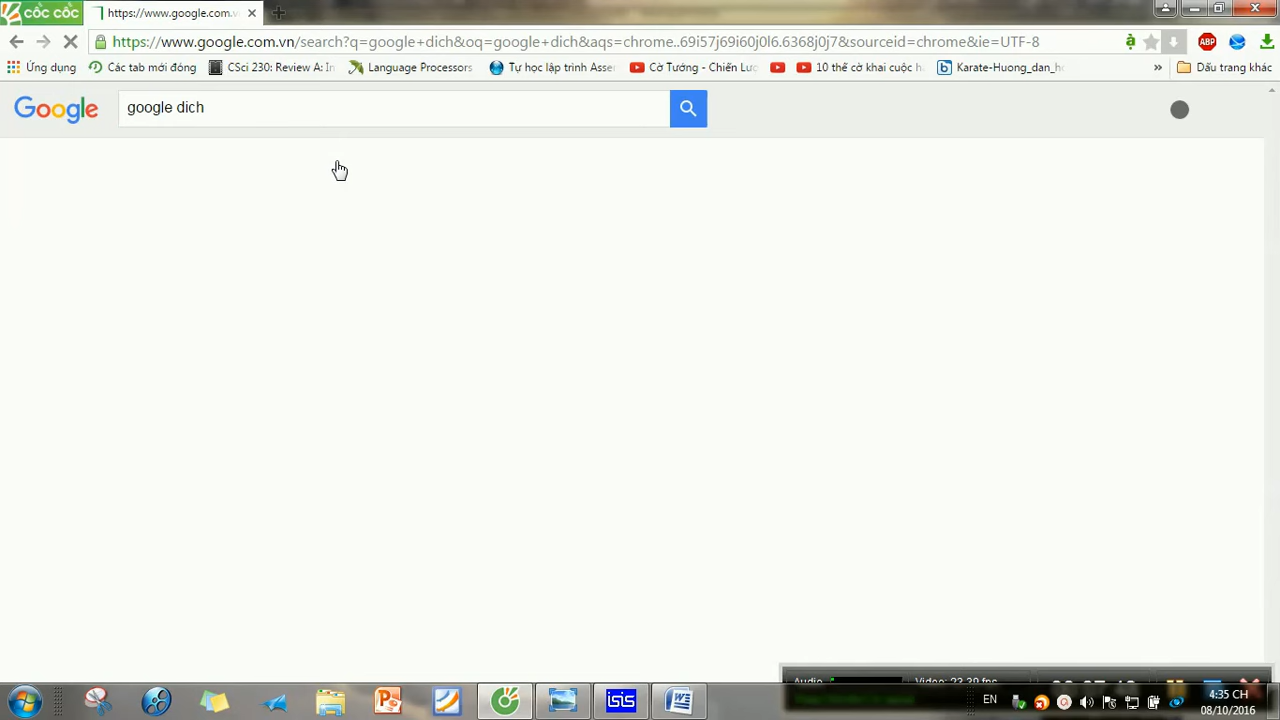 CỐC CỐC
https://www.google.com.v
https://www.google.com.vn/search?q=google+dich&oq=google+dich&aqs=chrome..69i57j69i60j0l6.6368j0j7&sourceid=chrome&ie=UTF-8
ABP
Ứng dụng
Các tab mới đóng
CSci 230: Review A: In
Language Processors
Tự học lập trình Asse
Cờ Tướng - Chiến Lưc
10 thế cờ khai cuộc h
Karate-Huong_dan_h
»
Dấu trang khác
Google
google dich
Audio
Video: 23.39 fps
isis
EN
4:35 CH
08/10/2016